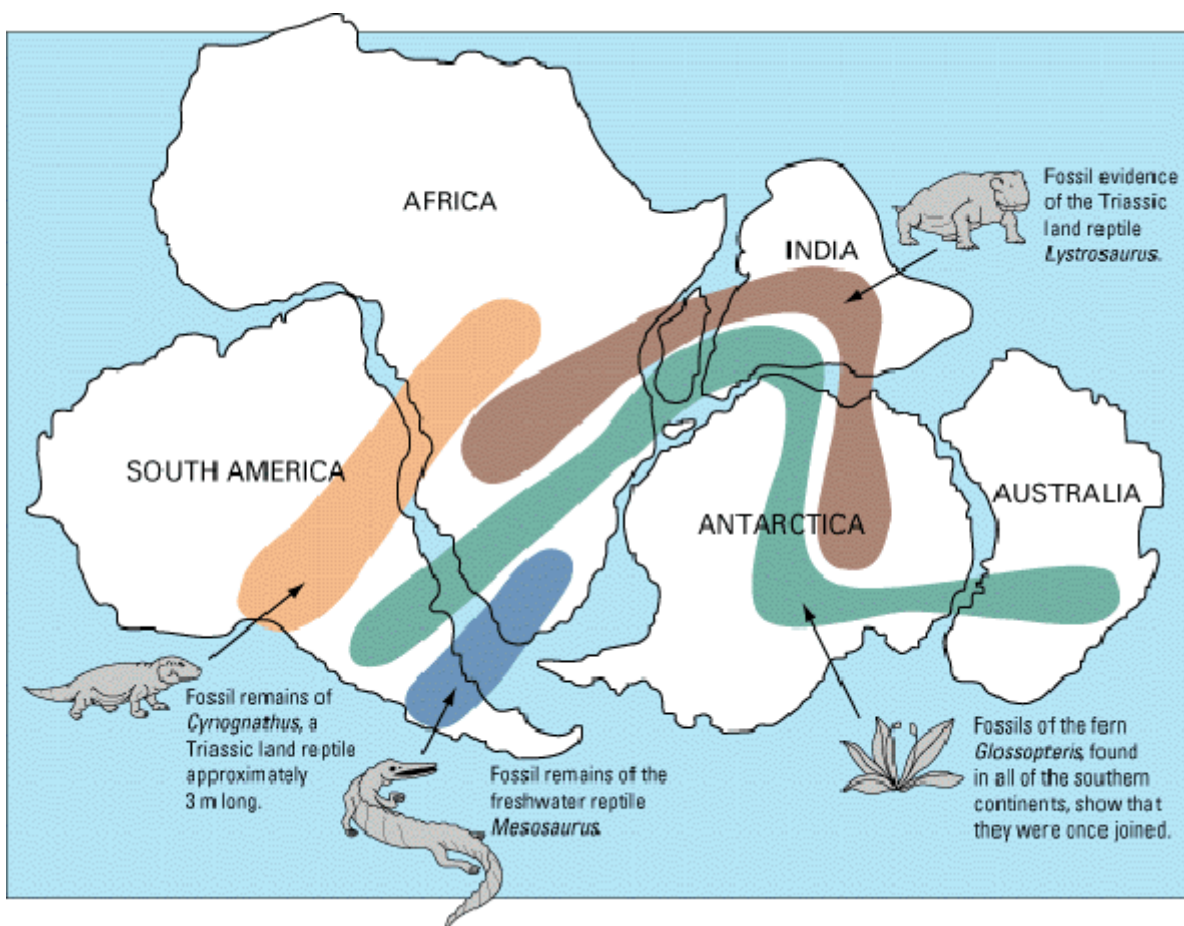 AFRICA
INDIA
Fossil evidence
of the Triassic
land reptile
Lystrosaurus.
SOUTH AMERICA
ANTARCTICA
AUSTRALIA
Fossil remains of
Cynognathus, a
Triassic land reptile
approximately
3 m long.
Fossil remains of the
freshwater reptile
Mesosaurus.
Fossils of the fern
Glossopteris, found
in all of the southern
continents, show that
they were once joined.